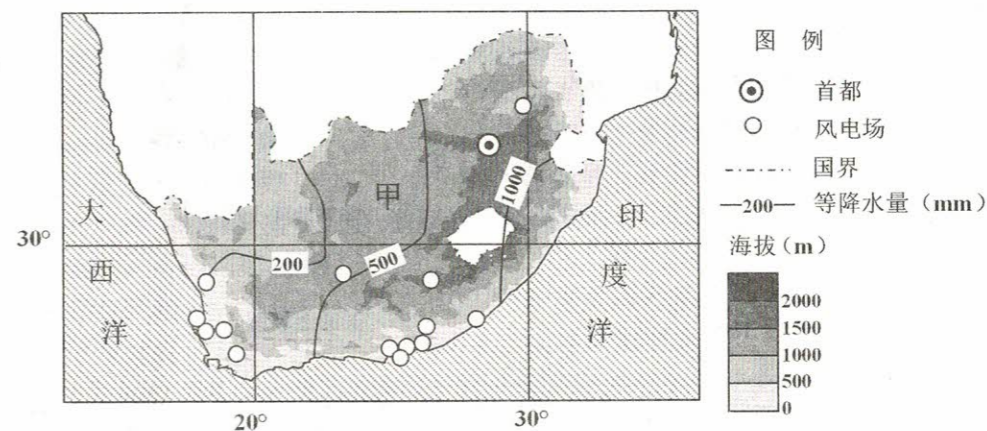 图 例
首都
风电场
国界
—200— 等降水量（mm）
海拔（m）
2000
1500
1000
500
0
甲
1000
500
200
大西洋
印度洋
30°
20°
30°